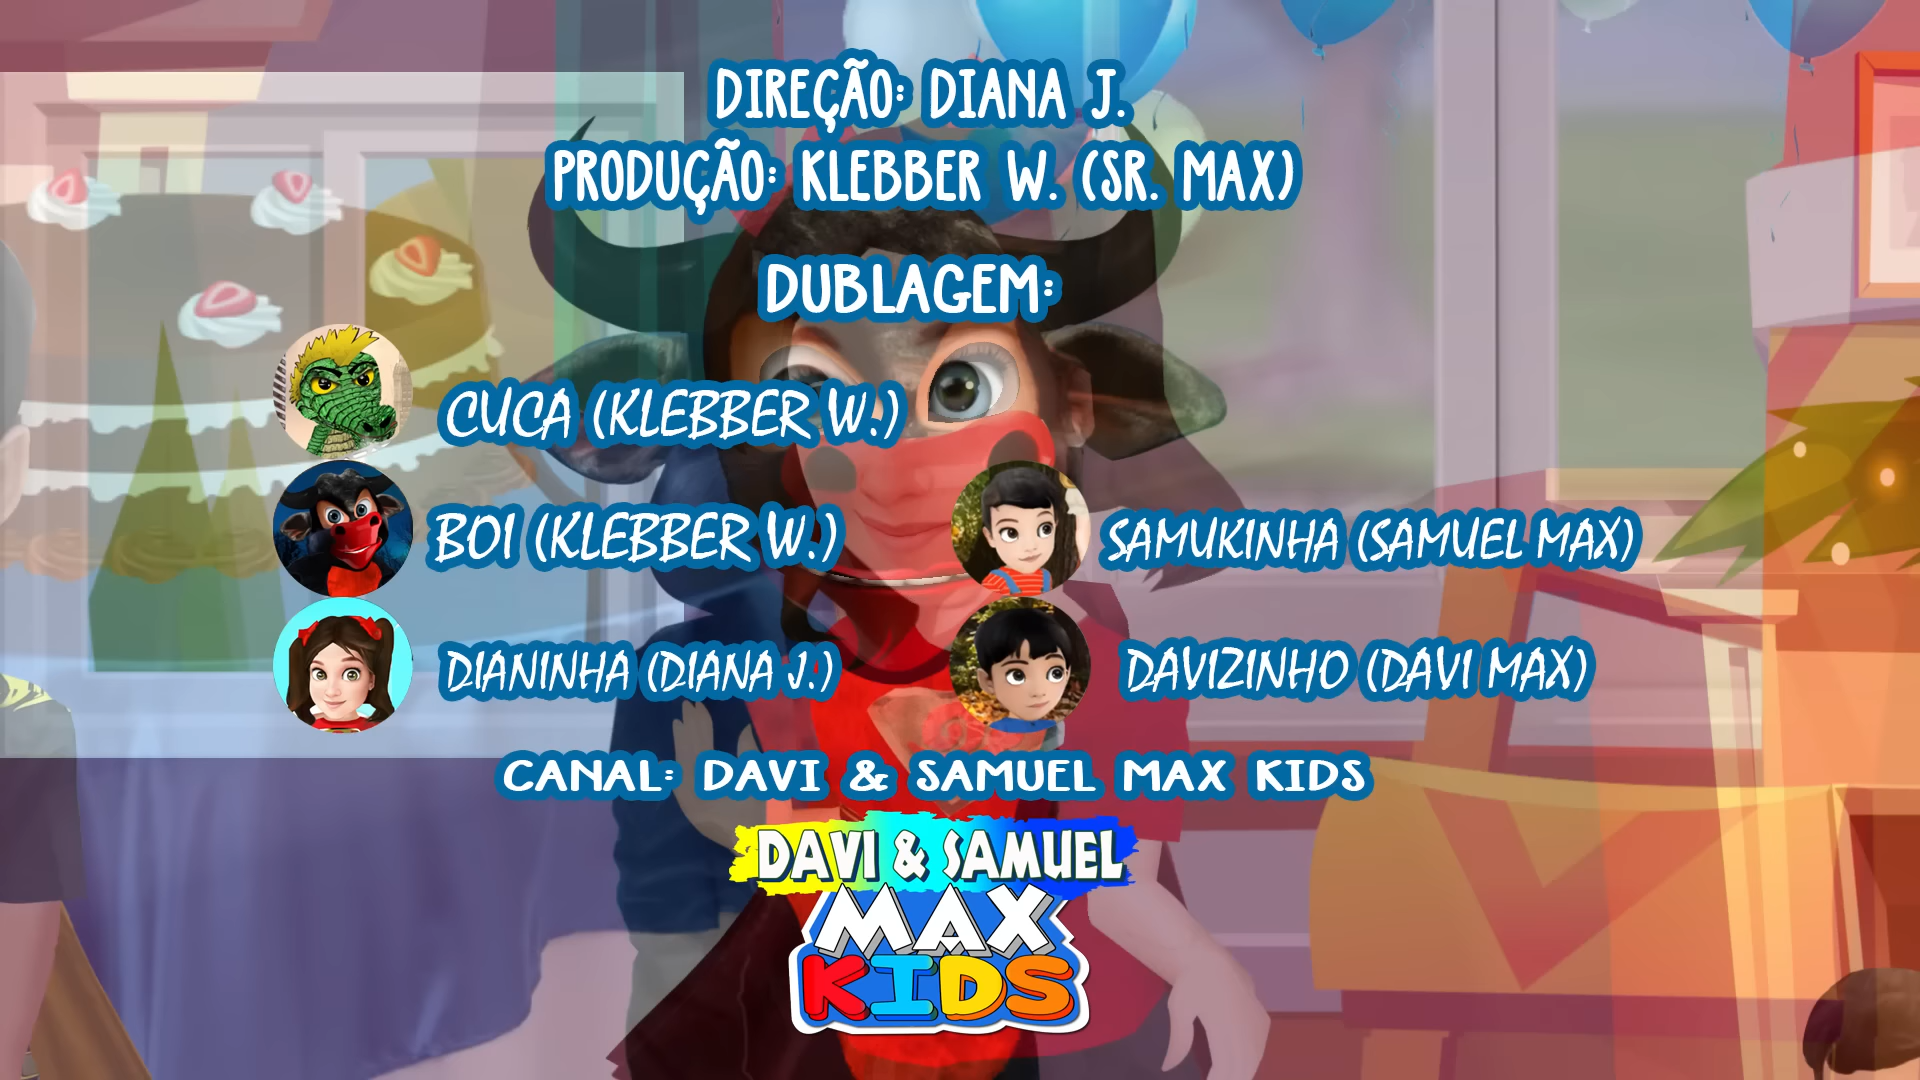 DIREÇÃO: DIANA J.
PRODUÇÃO: KLEBBER W. (SR. MAX)
DUBLAGEM:
CUCA (KLEBBER W.)
BOI (KLEBBER W.)
SAMUKINHA (SAMUEL MAX)
DIANINHA (DIANA J.)
DAVIZINHO (DAVI MAX)
CANAL: DAVI & SAMUEL MAX KIDS
DAVI & SAMUEL
MAX
KIDS